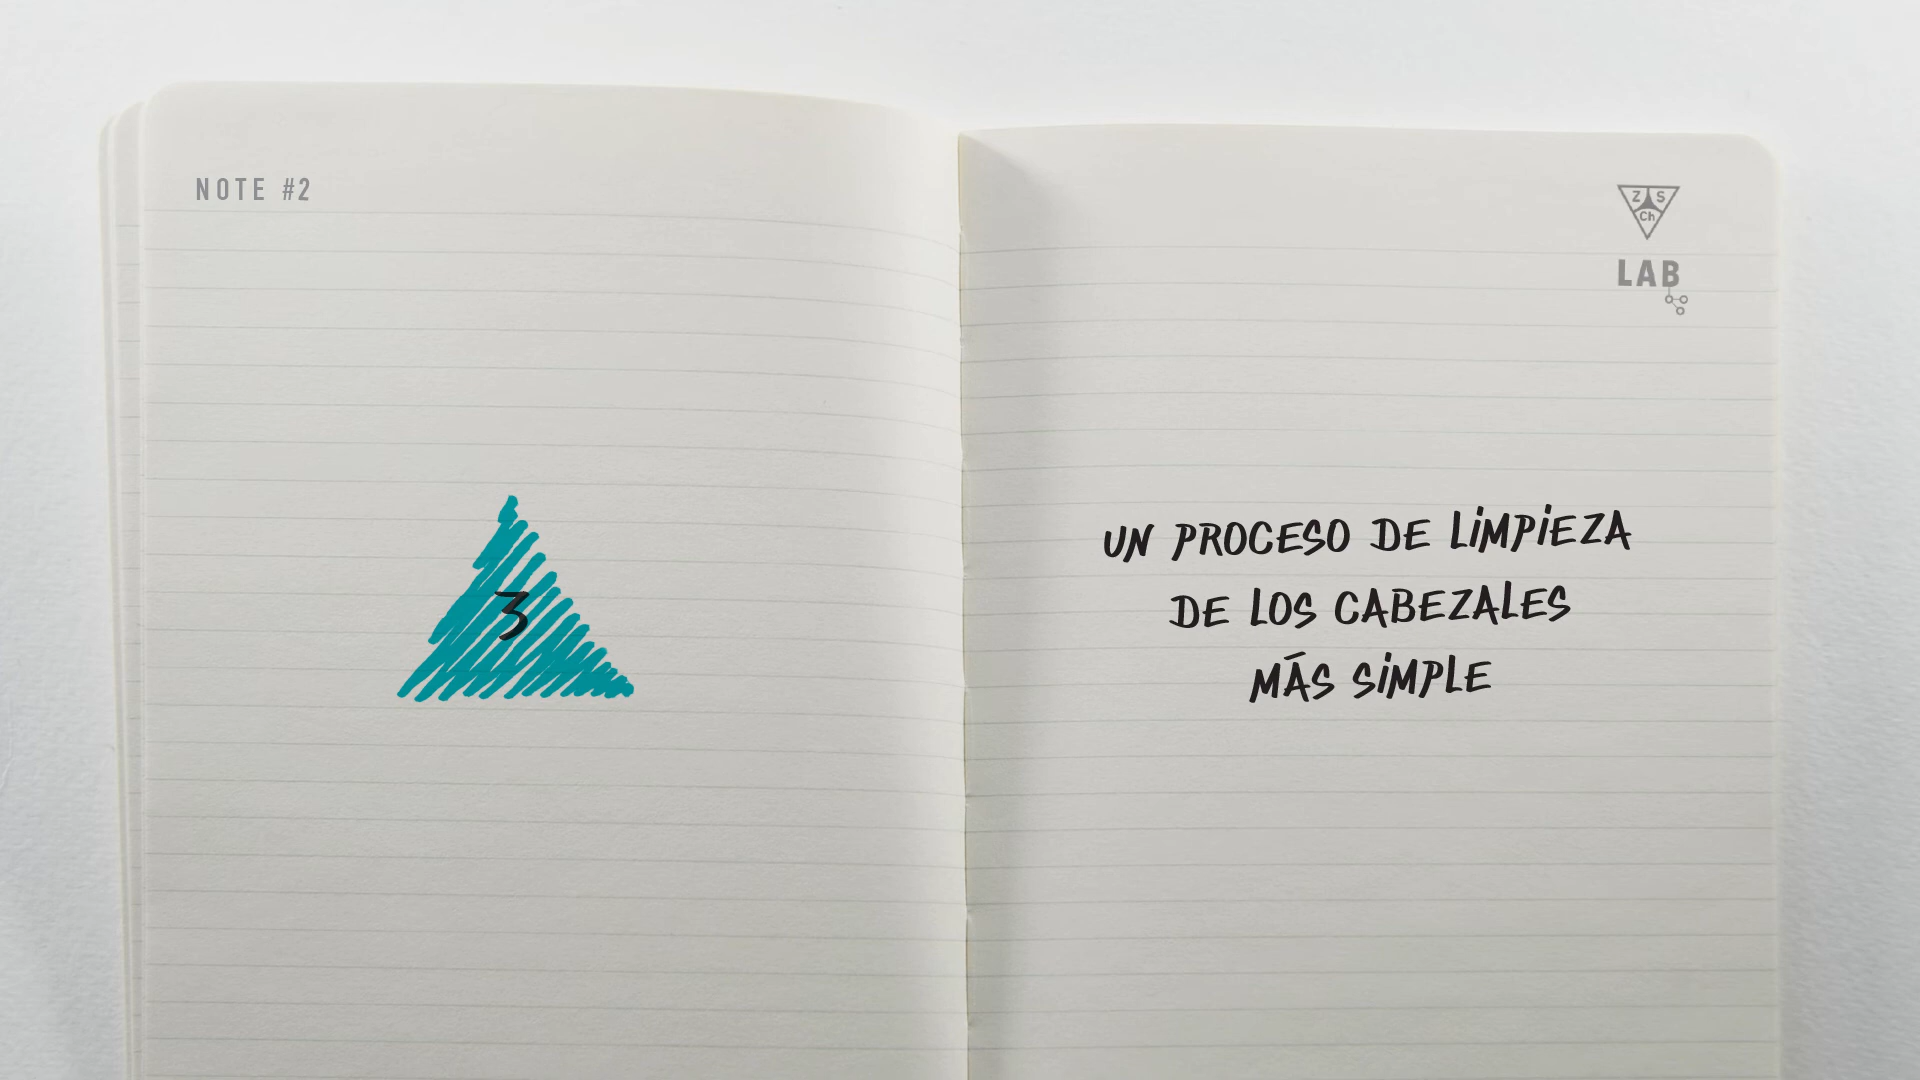 NOTE #2
Z S
Ch
LAB
3
UN PROCESO DE LIMPIEZA
DE LOS CABEZALES
MÁS SIMPLE